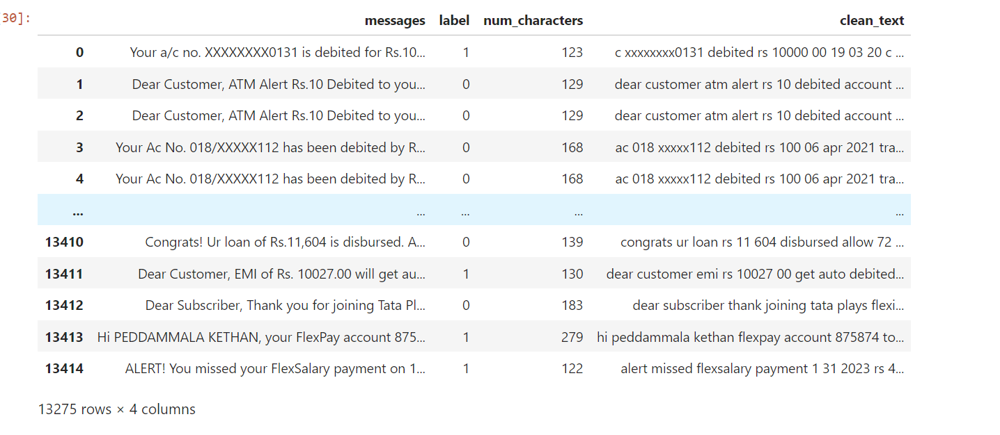 30]:
messages label num_characters clean_text
0 Your a/c no. XXXXXXXX0131 is debited for Rs.10... 1 123 c xxxxxxxx0131 debited rs 10000 00 19 03 20 c ...
1 Dear Customer, ATM Alert Rs.10 Debited to you... 0 129 dear customer atm alert rs 10 debited account ...
2 Dear Customer, ATM Alert Rs.10 Debited to you... 0 129 dear customer atm alert rs 10 debited account ...
3 Your Ac No. 018/XXXXX112 has been debited by R... 0 168 ac 018 xxxxx112 debited rs 100 06 apr 2021 tra...
4 Your Ac No. 018/XXXXX112 has been debited by R... 0 168 ac 018 xxxxx112 debited rs 100 06 apr 2021 tra...
... ... ... ... ...
13410 Congrats! Ur loan of Rs.11,604 is disbursed. A... 0 139 congrats ur loan rs 11 604 disbursed allow 72 ...
13411 Dear Customer, EMI of Rs. 10027.00 will get au... 1 130 dear customer emi rs 10027 00 get auto debited...
13412 Dear Subscriber, Thank you for joining Tata Pl... 0 183 dear subscriber thank joining tata plays flexi...
13413 Hi PEDDAMMALA KETHAN, your FlexPay account 875... 1 279 hi peddammala kethan flexpay account 875874 to...
13414 ALERT! You missed your FlexSalary payment on 1... 1 122 alert missed flexsalary payment 1 31 2023 rs 4...
13275 rows × 4 columns